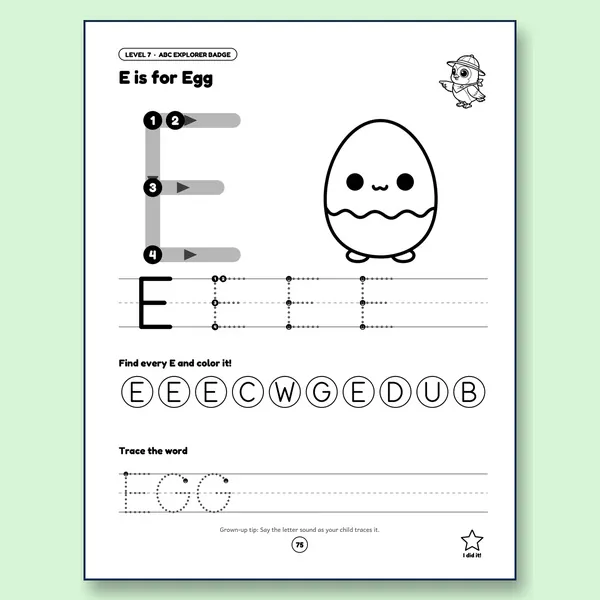 LEVEL 7 · ABC EXPLORER BADGE
E is for Egg
1 2
3
4
E E E E
Find every E and color it!
E E E C W G E D U B
Trace the word
EGG
Grown-up tip: Say the letter sound as your child traces it.
75
I did it!